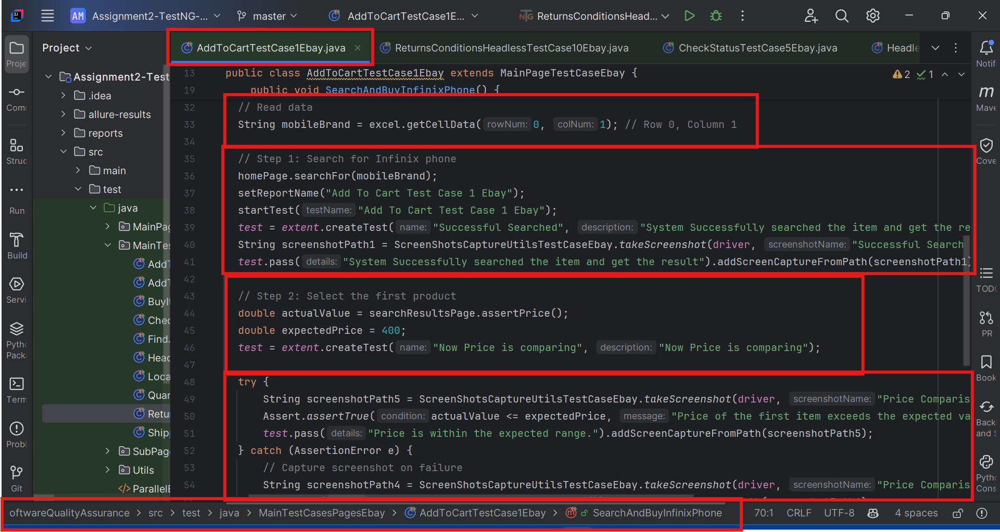 AM Assignment2-TestNG-... master AddToCartTestCase1E... ReturnsConditionsHead...
Project
AddToCartTestCase1Ebay.java ReturnsConditionsHeadlessTestCase10Ebay.java CheckStatusTestCase5Ebay.java Headle
Proje
Com
Struc
Run
Build
Servi
Pytho
Packa
Term
Probl
Git
Assignment2-Test
.idea
allure-results
reports
src
main
test
java
MainPag
MainTes
AddT
AddT
BuyIt
Chec
FindJ
Head
Loca
Quan
Retur
Shipp
SubPage
Utils
ParallelE
13 public class AddToCartTestCase1Ebay extends MainPageTestCaseEbay {
2 1
19 public void SearchAndBuyInfinixPhone() {
32 // Read data
33 String mobileBrand = excel.getCellData( rowNum: 0, colNum: 1); // Row 0, Column 1
34
35 // Step 1: Search for Infinix phone
36 homePage.searchFor(mobileBrand);
37 setReportName("Add To Cart Test Case 1 Ebay");
38 startTest( testName: "Add To Cart Test Case 1 Ebay");
39 test = extent.createTest( name: "Successful Searched", description: "System Successfully searched the item and get the re
40 String screenshotPath1 = ScreenShotsCaptureUtilsTestCaseEbay.takeScreenshot(driver, screenshotName: "Successful Search
41 test.pass( details: "System Successfully searched the item and get the result").addScreenCaptureFromPath(screenshotPath1)
42
43 // Step 2: Select the first product
44 double actualValue = searchResultsPage.assertPrice();
45 double expectedPrice = 400;
46 test = extent.createTest( name: "Now Price is comparing", description: "Now Price is comparing");
47
48 try {
49 String screenshotPath5 = ScreenShotsCaptureUtilsTestCaseEbay.takeScreenshot(driver, screenshotName: "Price Comparis
50 Assert.assertTrue( condition: actualValue <= expectedPrice, message: "Price of the first item exceeds the expected va
51 test.pass( details: "Price is within the expected range.").addScreenCaptureFromPath(screenshotPath5);
52 } catch (AssertionError e) {
53 // Capture screenshot on failure
54 String screenshotPath4 = ScreenShotsCaptureUtilsTestCaseEbay.takeScreenshot(driver, screenshotName: "Price Comparis
Notifi
m
Mave
Cove
TODO
PR
Book
Back
and S
Pytho
Cons
oftwareQualityAssurance > src > test > java > MainTestCasesPagesEbay > AddToCartTestCase1Ebay > SearchAndBuyInfinixPhone 70:1 CRLF UTF-8 4 spaces